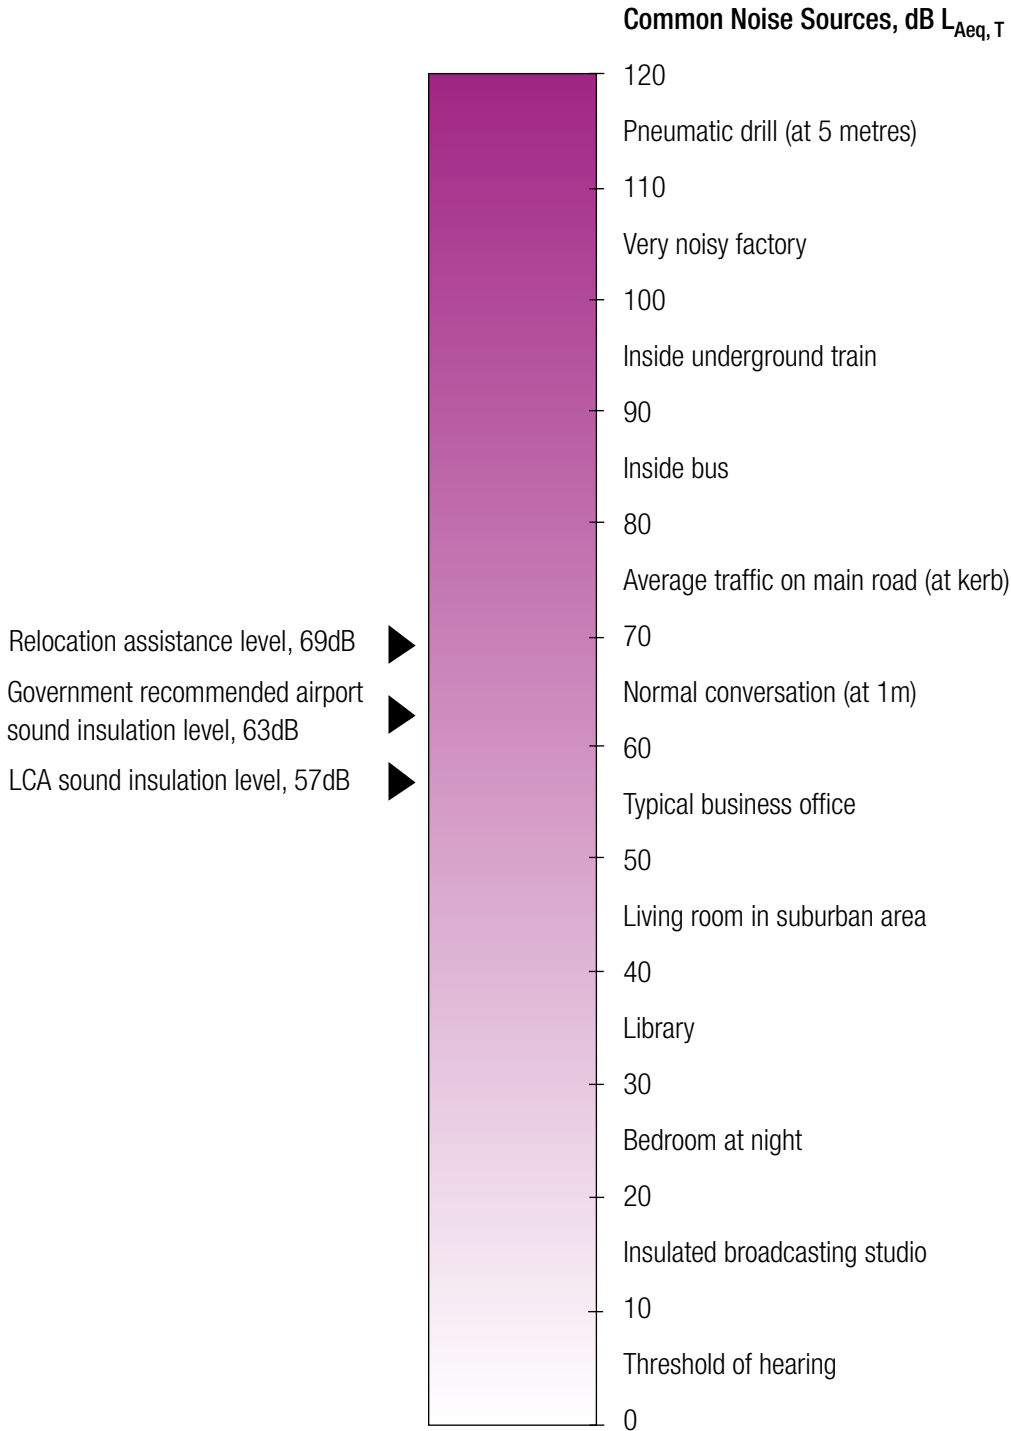 Common Noise Sources, dB LAeq, T
120
Pneumatic drill (at 5 metres)
110
Very noisy factory
100
Inside underground train
90
Inside bus
80
Average traffic on main road (at kerb)
Relocation assistance level, 69dB
70
Government recommended airport
sound insulation level, 63dB
Normal conversation (at 1m)
60
LCA sound insulation level, 57dB
Typical business office
50
Living room in suburban area
40
Library
30
Bedroom at night
20
Insulated broadcasting studio
10
Threshold of hearing
0